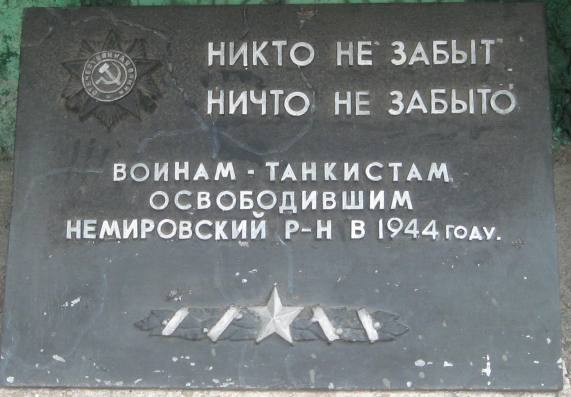 НИКТО НЕ ЗАБЫТ
НИЧТО НЕ ЗАБЫТО
ВОИНАМ - ТАНКИСТАМ
ОСВОБОДИВШИМ
НЕМИРОВСКИЙ Р-Н В 1944 ГОДУ.